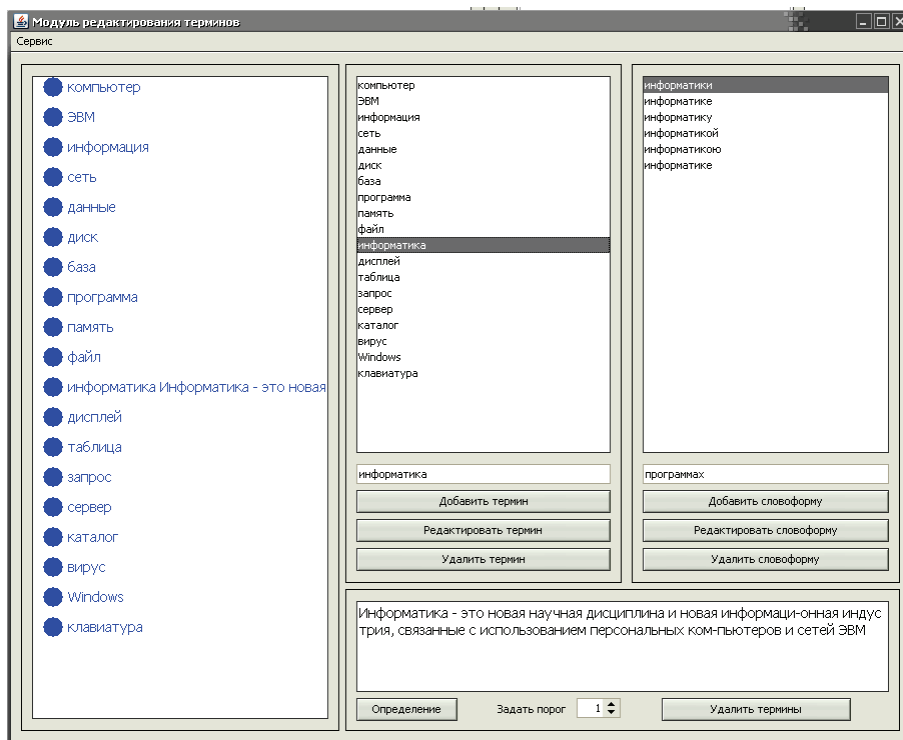 Модуль редактирования терминов
Сервис
компьютер
ЭВМ
информация
сеть
данные
диск
база
программа
память
файл
информатика Информатика - это новая
дисплей
таблица
запрос
сервер
каталог
вирус
Windows
клавиатура
компьютер
ЭВМ
информация
сеть
данные
диск
база
программа
память
файл
информатика
дисплей
таблица
запрос
сервер
каталог
вирус
Windows
клавиатура
информатика
Добавить термин
Редактировать термин
Удалить термин
информатики
информатике
информатику
информатикой
информатикою
информатике
программах
Добавить словоформу
Редактировать словоформу
Удалить словоформу
Информатика - это новая научная дисциплина и новая информаци-онная индус
трия, связанные с использованием персональных ком-пьютеров и сетей ЭВМ
Определение
Задать порог
1
Удалить термины